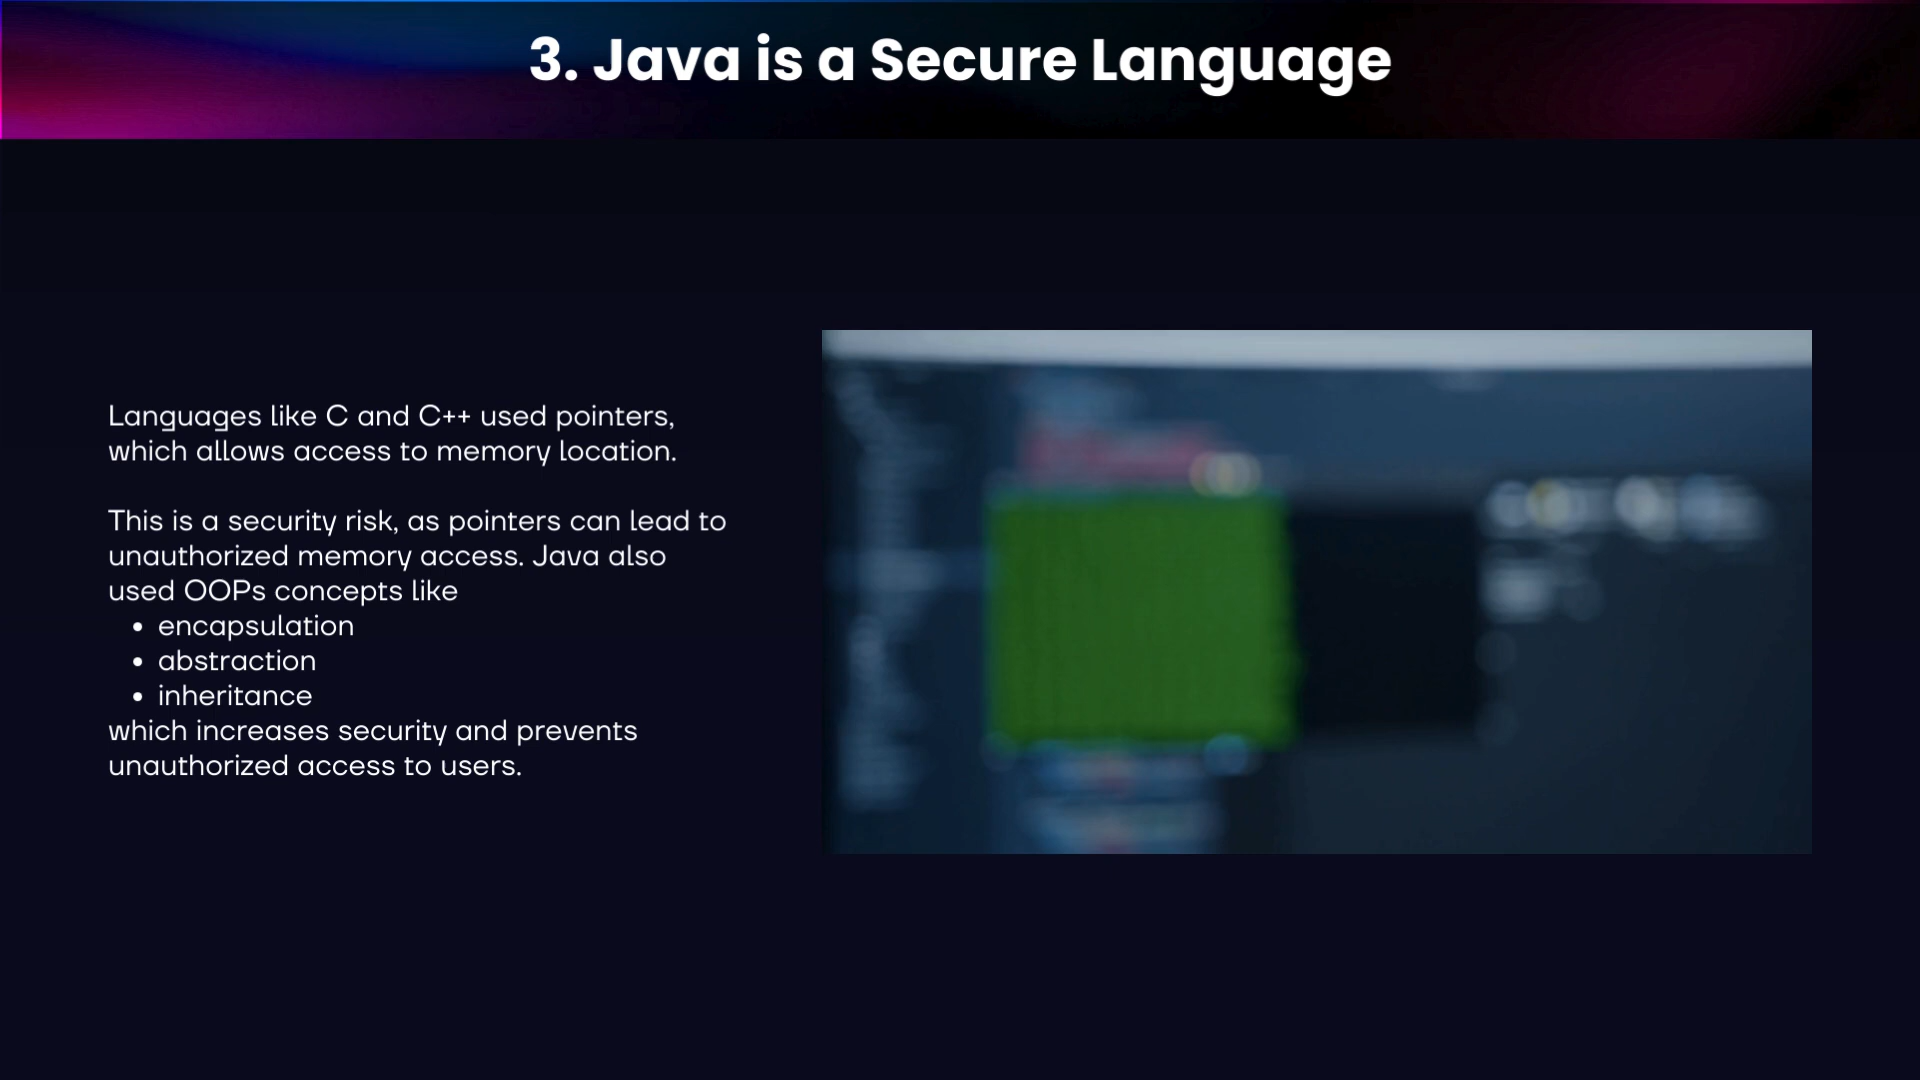 3. Java is a Secure Language
Languages like C and C++ used pointers,
which allows access to memory location.
This is a security risk, as pointers can lead to
unauthorized memory access. Java also
used OOPs concepts like
• encapsulation
• abstraction
• inheritance
which increases security and prevents
unauthorized access to users.